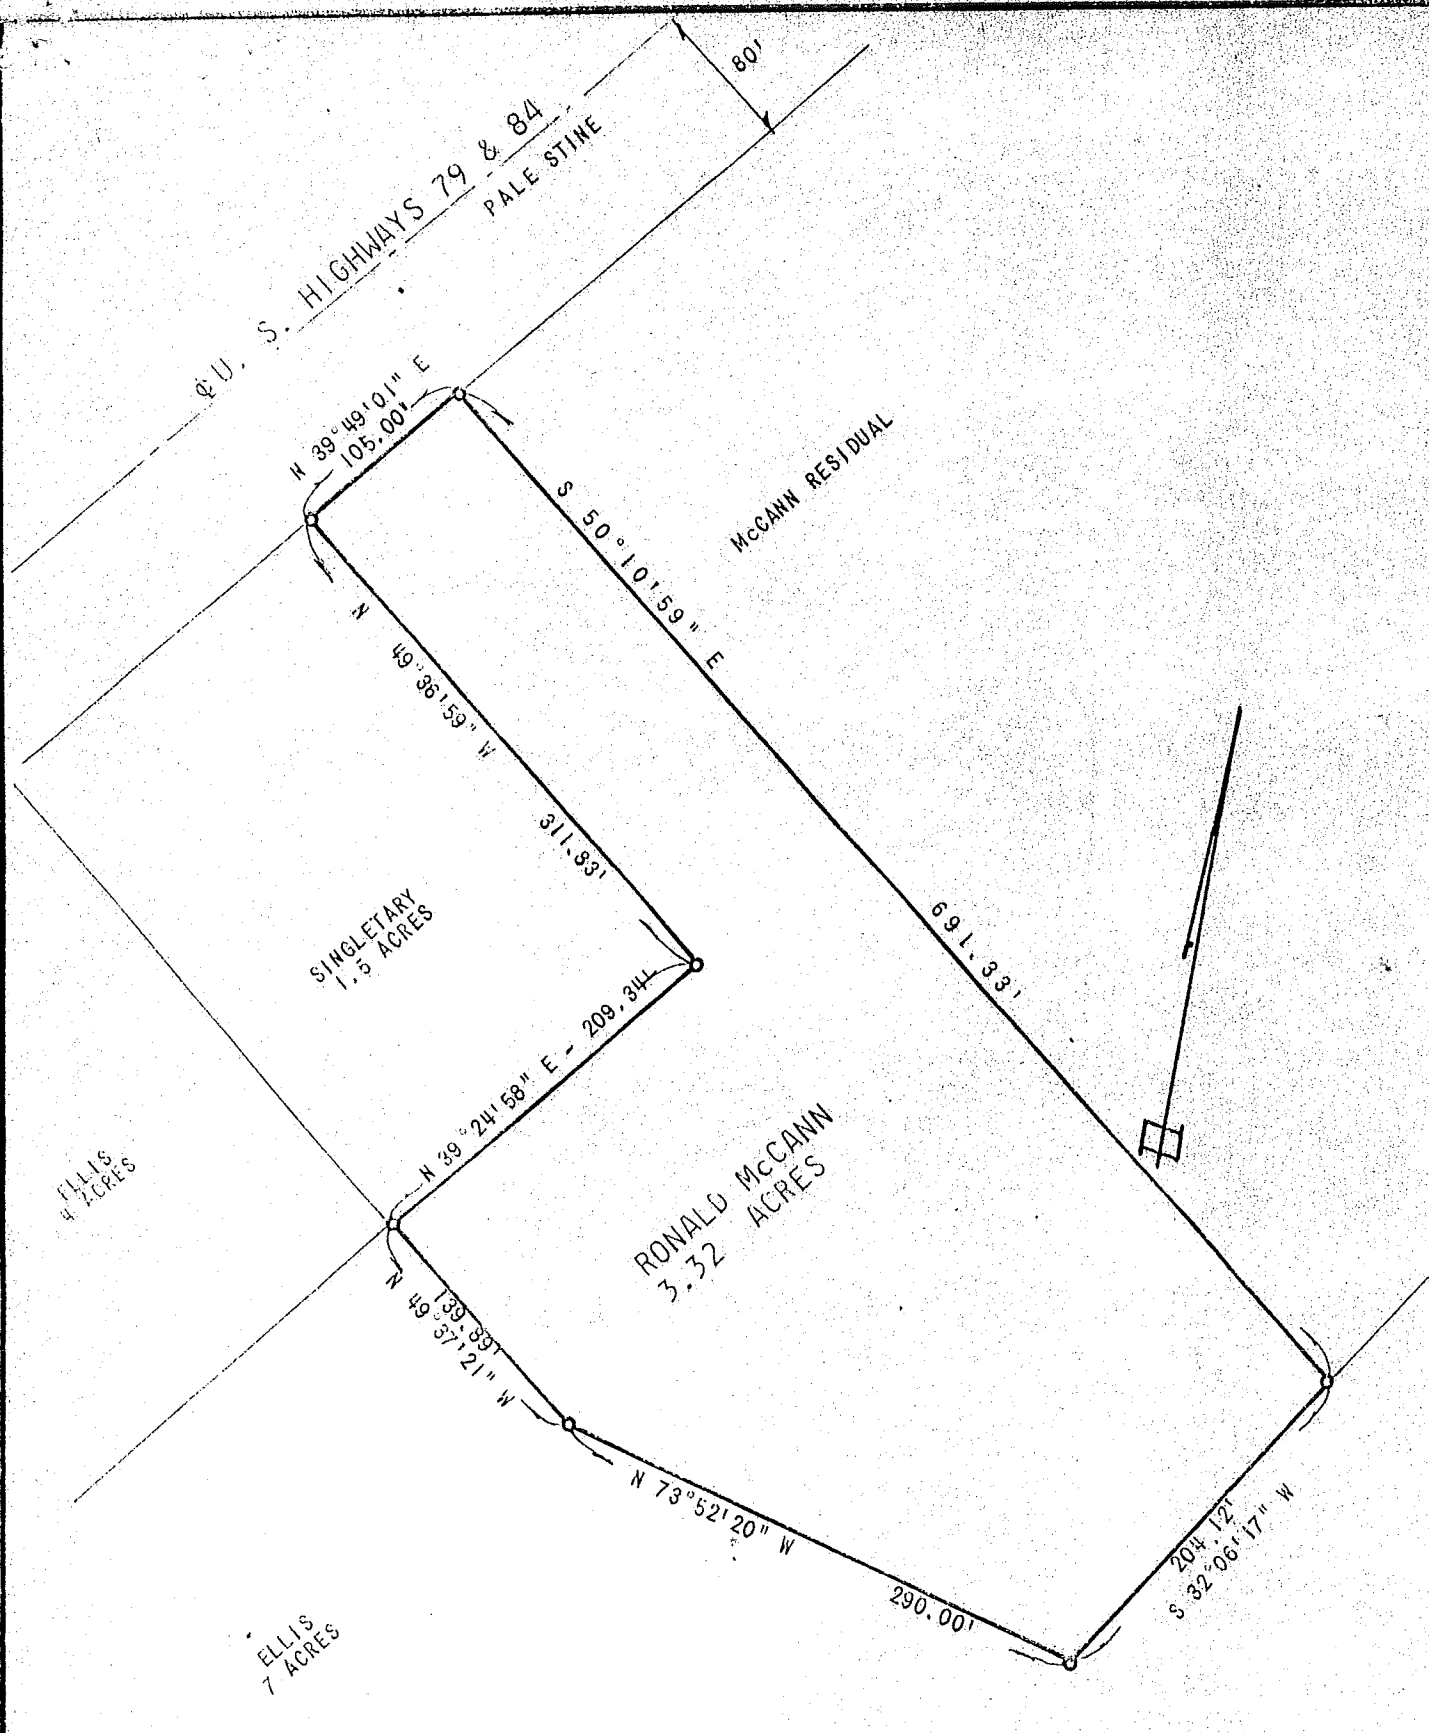 80'
℄ U. S. HIGHWAYS 79 & 84
PALESTINE
N 39°49'01" E
105.00'
S 50°10'59" E
691.33'
McCANN RESIDUAL
N 49°36'59" W
311.83'
SINGLETARY
1.5 ACRES
N 39°24'58" E - 209.34'
ELLIS
4 ACRES
RONALD McCANN
3.32 ACRES
139.89'
N 49°37'21" W
N 73°52'20" W
290.00'
204.12'
S 32°06'17" W
ELLIS
7 ACRES